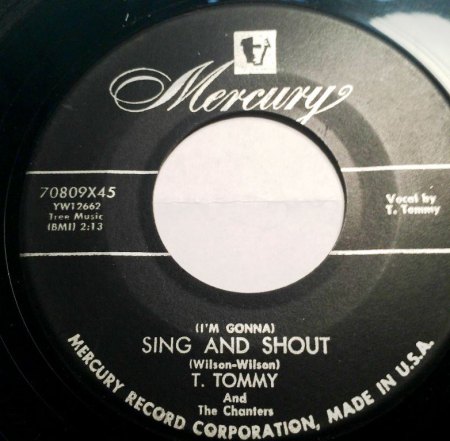 Mercury
70809X45
YW12662
Tree Music
(BMI) 2:13
Vocal by
T. Tommy
(I'M GONNA)
SING AND SHOUT
(Wilson-Wilson)
T. TOMMY
And
The Chanters
MERCURY RECORD CORPORATION, MADE IN U.S.A.